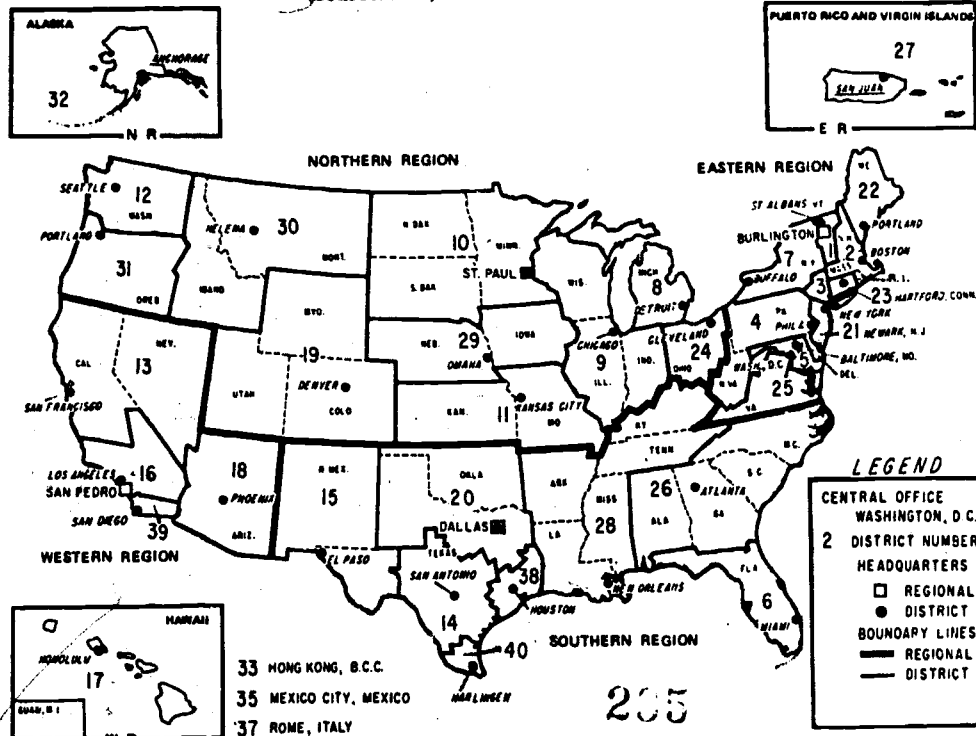 ALASKA
ANCHORAGE
32
N R
PUERTO RICO AND VIRGIN ISLANDS
27
SAN JUAN
E R
NORTHERN REGION
EASTERN REGION
SEATTLE
12
WASH
PORTLAND
31
OREG
HELENA
30
MONT.
IDAHO
WYO.
N DAK
10
MINN.
S. DAK
ST. PAUL
WIS.
MICH
8
DETROIT
ME
22
ST ALBANS VT
BURLINGTON
PORTLAND
7
N.Y.
2
BOSTON
MASS
R.I.
BUFFALO
3
23 HARTFORD, CONN.
NEW YORK
4
PA
PHILA
21 NEWARK, N.J
BALTIMORE, MD.
DEL.
5
WASH, D.C.
25
VA
W VA
CLEVELAND
24
OHIO
CHICAGO
9
ILL.
IND.
IOWA
NEB.
29
OMAHA
19
DENVER
COLO
UTAH
NEV.
CAL
13
SAN FRANCISCO
KAN.
11
KANSAS CITY
MO
KY
TENN
N.C.
S.C.
LOS ANGELES
16
SAN PEDRO
SAN DIEGO
39
18
PHOENIX
ARIZ.
N MEX.
15
OKLA
20
DALLAS
TEXAS
ARK
LA
MISS
28
26
ALA
ATLANTA
GA
FLA
6
MIAMI
WESTERN REGION
EL PASO
SAN ANTONIO
38
HOUSTON
14
NEW ORLEANS
SOUTHERN REGION
40
HARLINGEN
LEGEND
CENTRAL OFFICE
WASHINGTON, D.C.
2 DISTRICT NUMBER
HEADQUARTERS
REGIONAL
DISTRICT
BOUNDARY LINES
REGIONAL
DISTRICT
HAWAII
HONOLULU
17
33 HONG KONG, B.C.C.
35 MEXICO CITY, MEXICO
37 ROME, ITALY